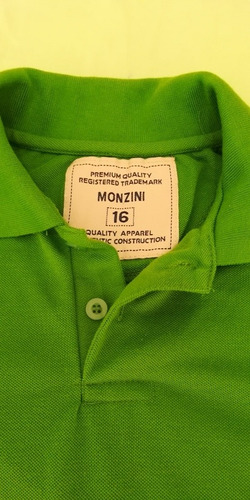 PREMIUM QUALITY
REGISTERED TRADEMARK
MONZINI
16
QUALITY APPAREL
CONSTRUCTION